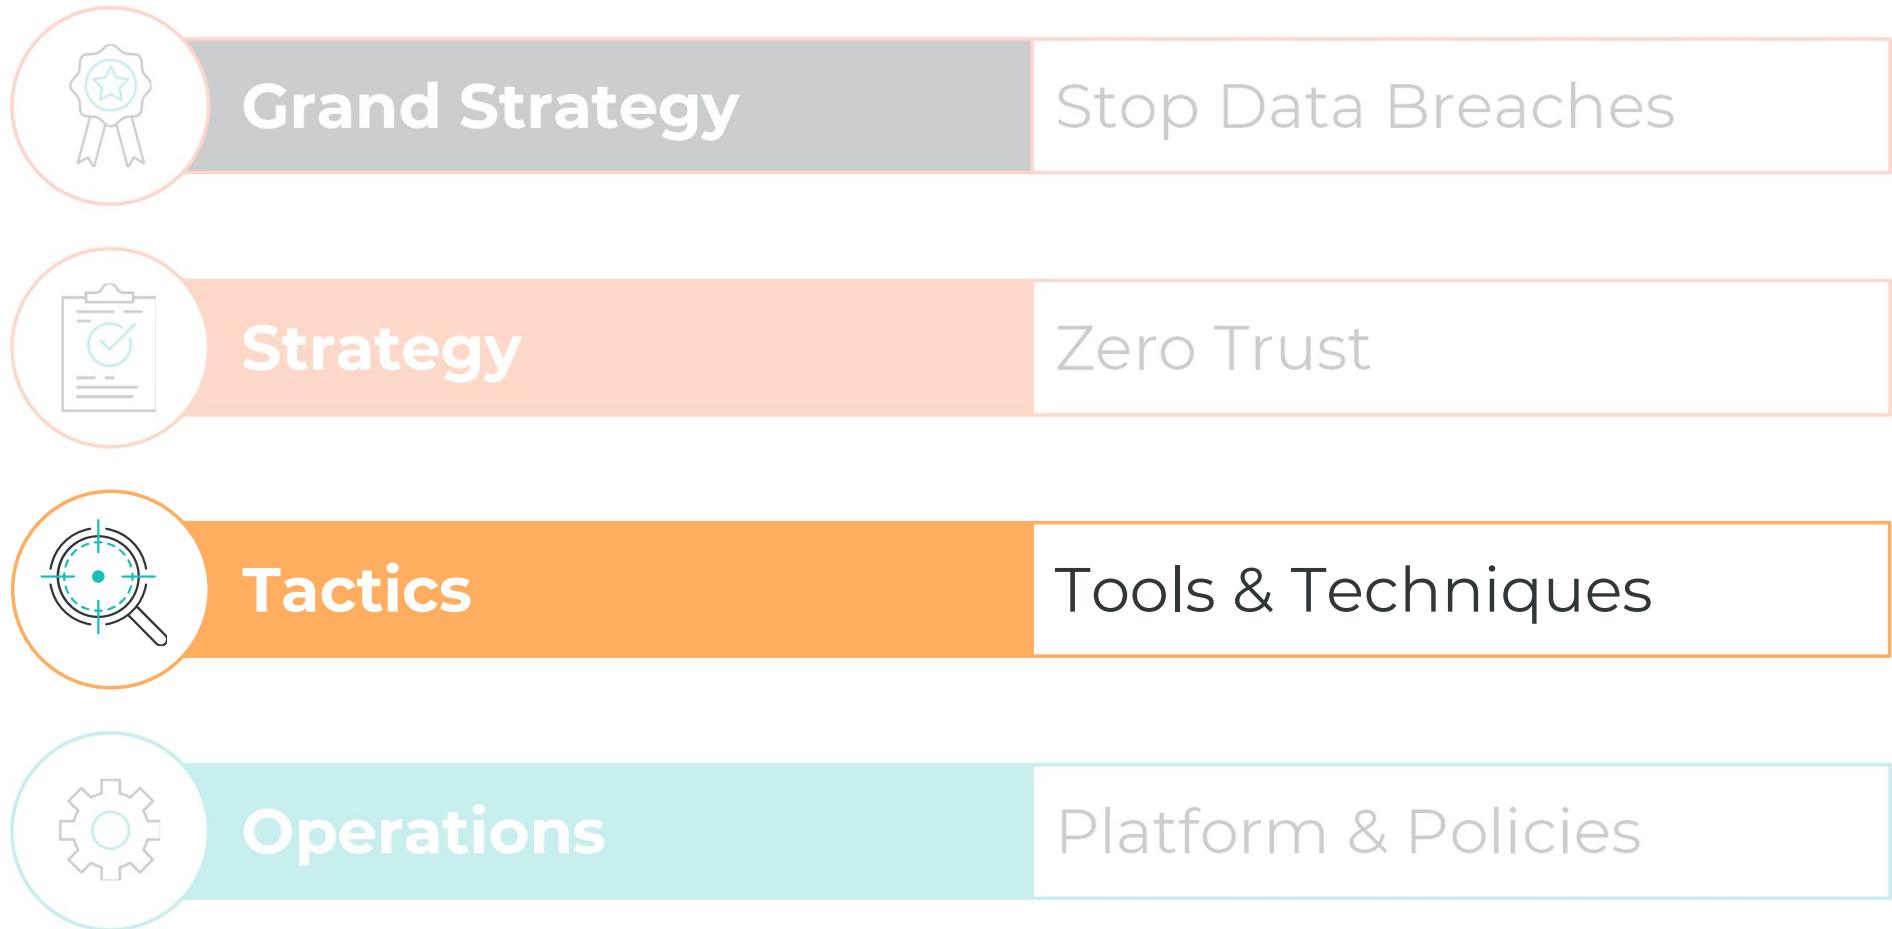 Grand Strategy
Stop Data Breaches
Strategy
Zero Trust
Tactics
Tools & Techniques
Operations
Platform & Policies